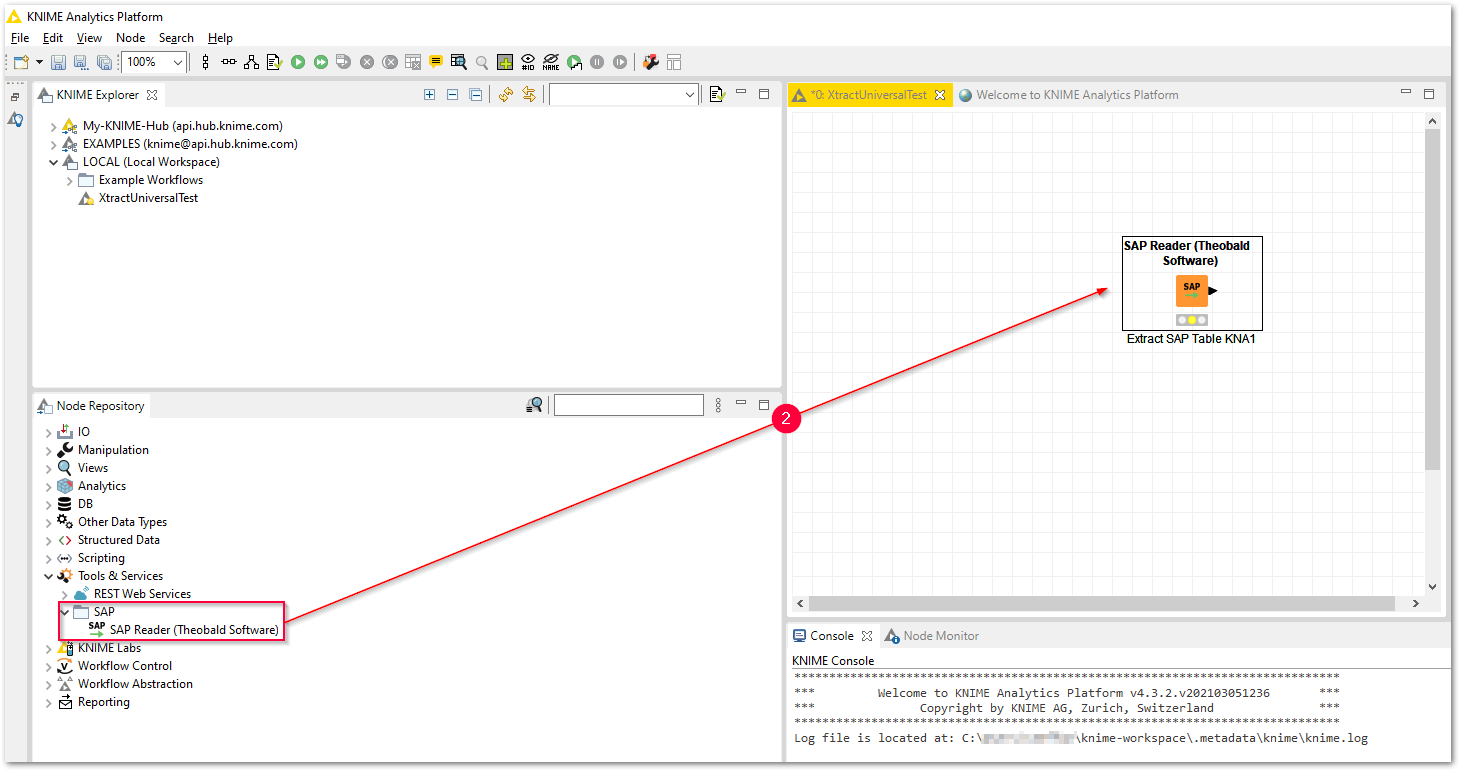 KNIME Analytics Platform
File Edit View Node Search Help
100%
#ID
NAME
KNIME Explorer
My-KNIME-Hub (api.hub.knime.com)
EXAMPLES (knime@api.hub.knime.com)
LOCAL (Local Workspace)
Example Workflows
XtractUniversalTest
*0: XtractUniversalTest Welcome to KNIME Analytics Platform
SAP Reader (Theobald
Software)
SAP
Extract SAP Table KNA1
2
Node Repository
IO
Manipulation
Views
Analytics
DB
Other Data Types
Structured Data
Scripting
Tools & Services
REST Web Services
SAP
SAP SAP Reader (Theobald Software)
KNIME Labs
Workflow Control
Workflow Abstraction
Reporting
Console Node Monitor
KNIME Console
******************************************************************************
*** Welcome to KNIME Analytics Platform v4.3.2.v202103051236 ***
*** Copyright by KNIME AG, Zurich, Switzerland ***
******************************************************************************
Log file is located at: C:\ \knime-workspace\.metadata\knime\knime.log